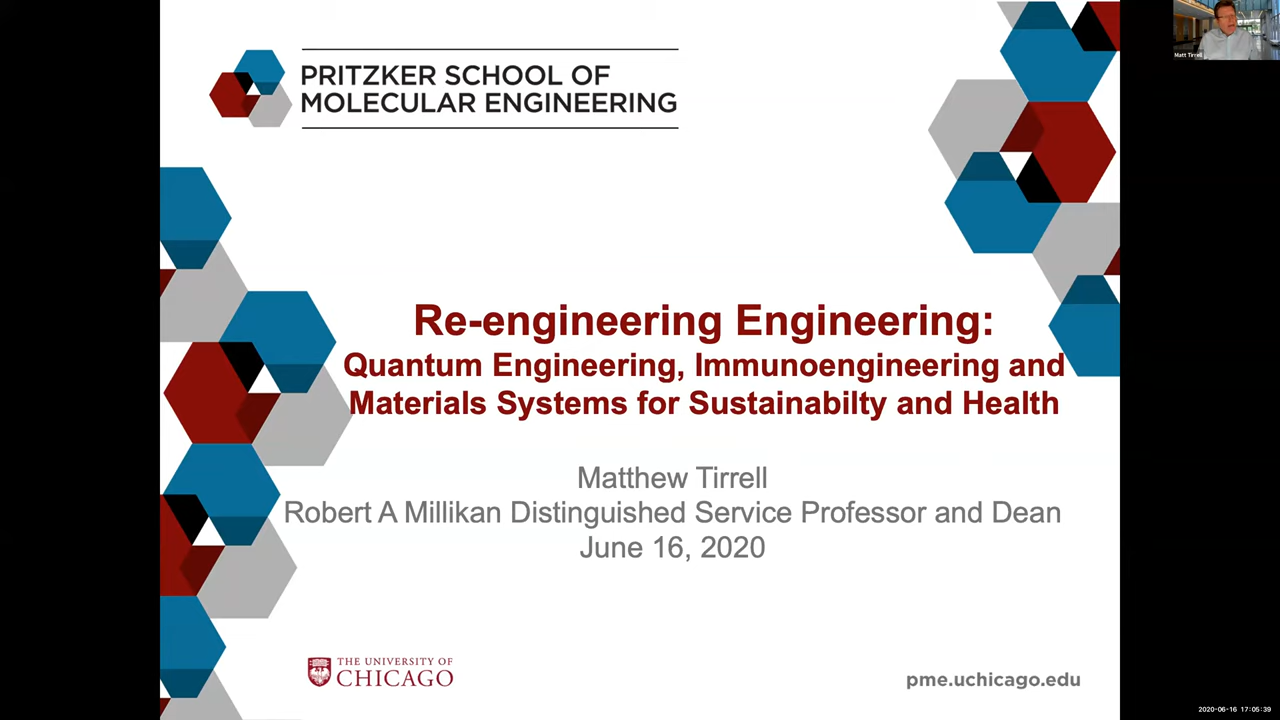 PRITZKER SCHOOL OF
MOLECULAR ENGINEERING
Matt Tirrell
Re-engineering Engineering:
Quantum Engineering, Immunoengineering and
Materials Systems for Sustainabilty and Health
Matthew Tirrell
Robert A Millikan Distinguished Service Professor and Dean
June 16, 2020
THE UNIVERSITY OF
CHICAGO
pme.uchicago.edu
2020-06-16 17:05:39